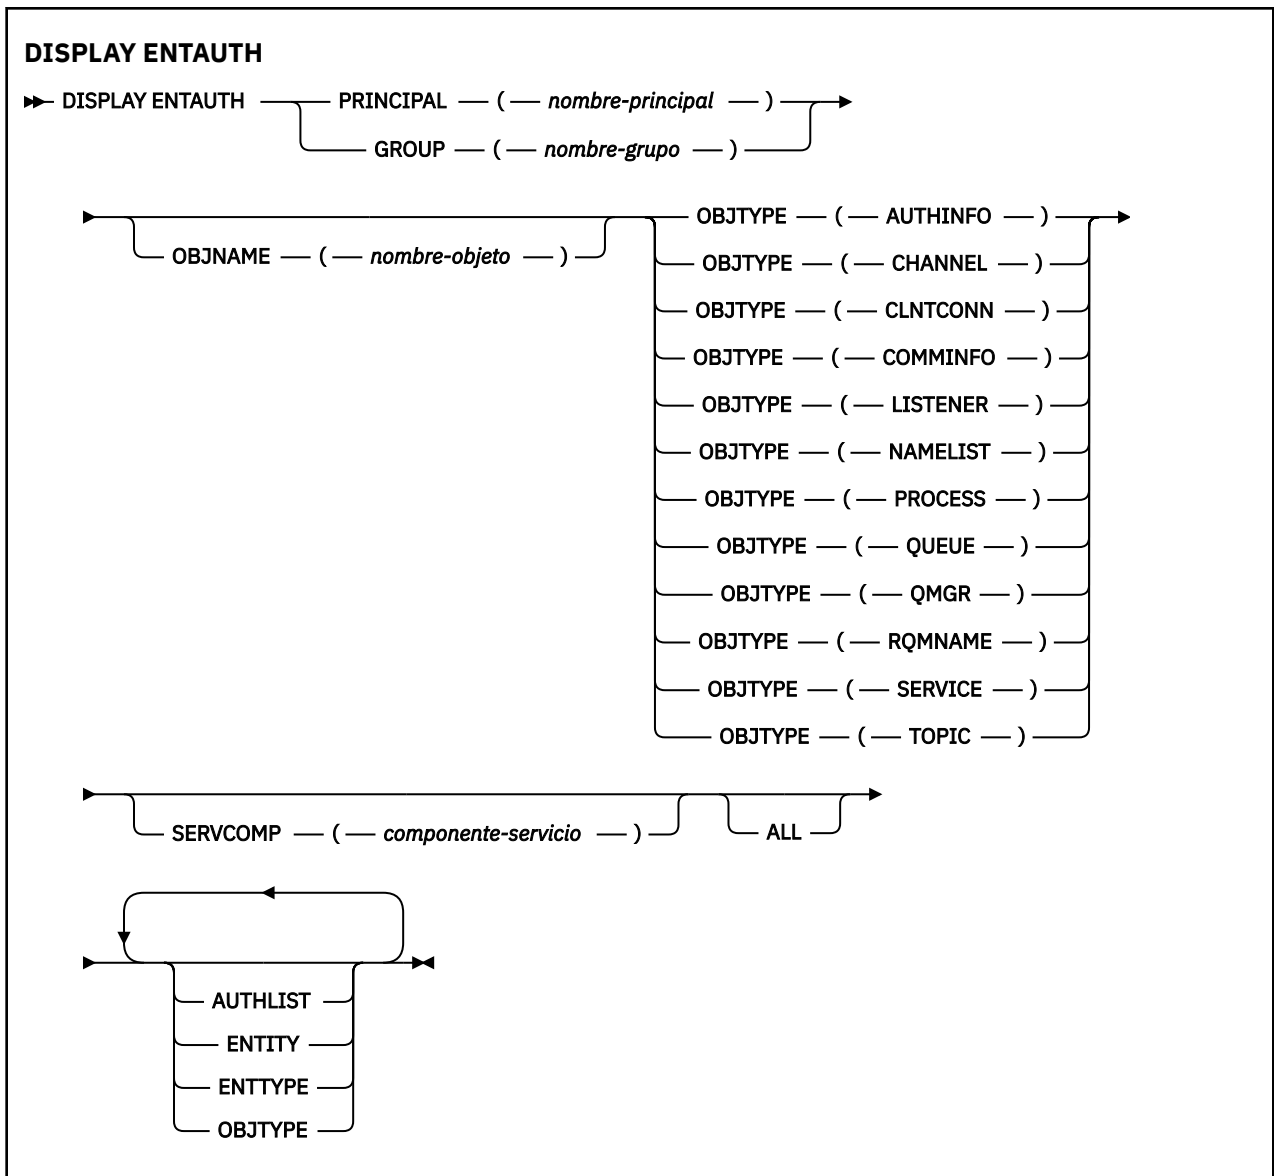 DISPLAY ENTAUTH
DISPLAY ENTAUTH PRINCIPAL ( nombre-principal )
GROUP ( nombre-grupo )
OBJNAME ( nombre-objeto )
OBJTYPE ( AUTHINFO )
OBJTYPE ( CHANNEL )
OBJTYPE ( CLNTCONN )
OBJTYPE ( COMMINFO )
OBJTYPE ( LISTENER )
OBJTYPE ( NAMELIST )
OBJTYPE ( PROCESS )
OBJTYPE ( QUEUE )
OBJTYPE ( QMGR )
OBJTYPE ( RQMNAME )
OBJTYPE ( SERVICE )
OBJTYPE ( TOPIC )
SERVCOMP ( componente-servicio )
ALL
AUTHLIST
ENTITY
ENTTYPE
OBJTYPE